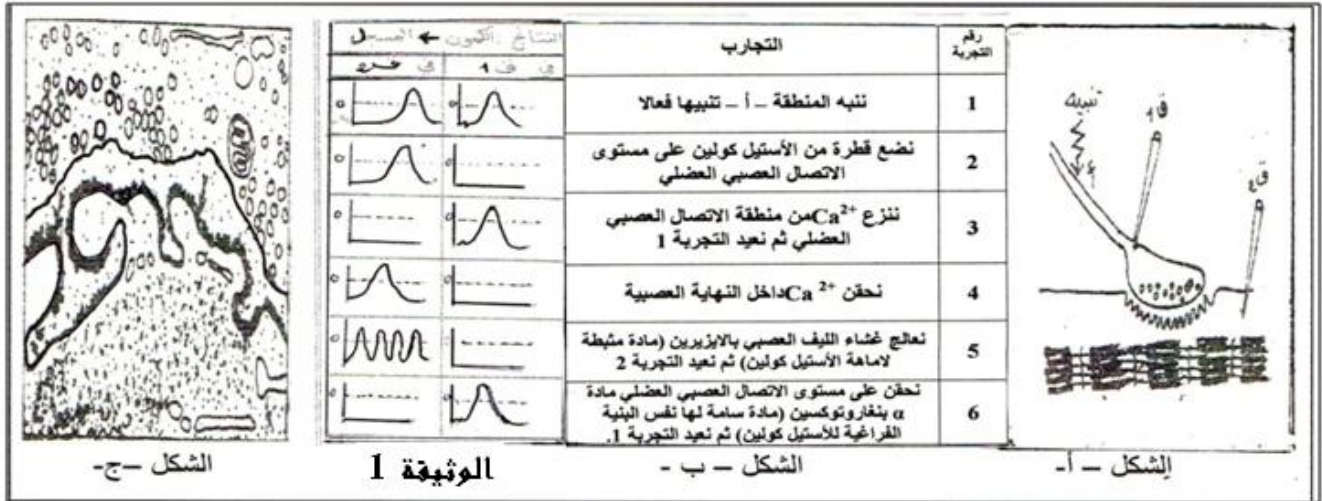 رقم التجربة
التجارب
النتائج
في ق 1
1
ننبه المنطقة – أ – تنبيها فعالا
2
نضع قطرة من الأستيل كولين على مستوى
الاتصال العصبي العضلي
3
ننزع Ca²⁺ من منطقة الاتصال العصبي
العضلي ثم نعيد التجربة 1
4
نحقن Ca²⁺ داخل النهاية العصبية
5
نعالج غشاء الليف العصبي بالايزيرين (مادة مثبطة
لاماهة الأستيل كولين) ثم نعيد التجربة 2
6
نحقن على مستوى الاتصال العصبي العضلي مادة
α بنغاروتوكسين (مادة سامة لها نفس البنية
الفراغية للأستيل كولين) ثم نعيد التجربة 1.
تنبيه
ق1
ق2
الشكل – أ-
الشكل – ب -
الوثيقة 1
الشكل –ج-